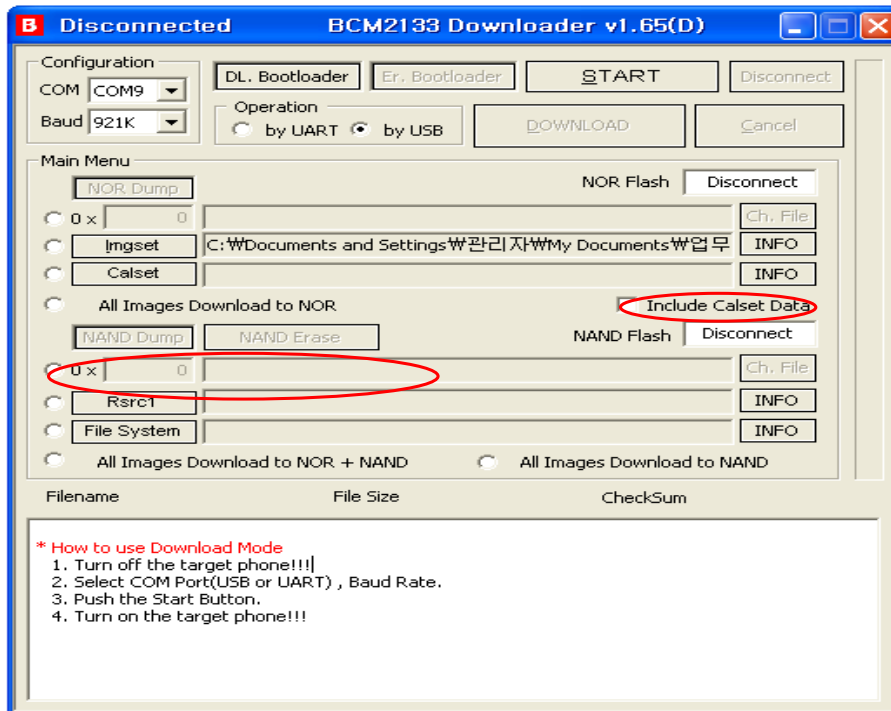 B Disconnected BCM2133 Downloader v1.65(D)
Configuration
COM COM9
Baud 921K
DL. Bootloader Er. Bootloader START Disconnect
Operation
by UART by USB DOWNLOAD Cancel
Main Menu
NOR Dump NOR Flash Disconnect
0 x 0 Ch. File
Imgset C:₩Documents and Settings₩관리자₩My Documents₩업무 INFO
Calset INFO
All Images Download to NOR Include Calset Data
NAND Dump NAND Erase NAND Flash Disconnect
0 x 0 Ch. File
Rsrc1 INFO
File System INFO
All Images Download to NOR + NAND All Images Download to NAND
Filename File Size CheckSum
* How to use Download Mode
1. Turn off the target phone!!!
2. Select COM Port(USB or UART) , Baud Rate.
3. Push the Start Button.
4. Turn on the target phone!!!